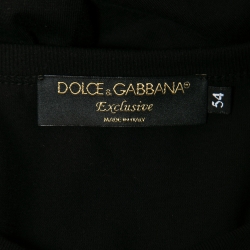 DOLCE & GABBANA
Exclusive
MADE IN ITALY
54